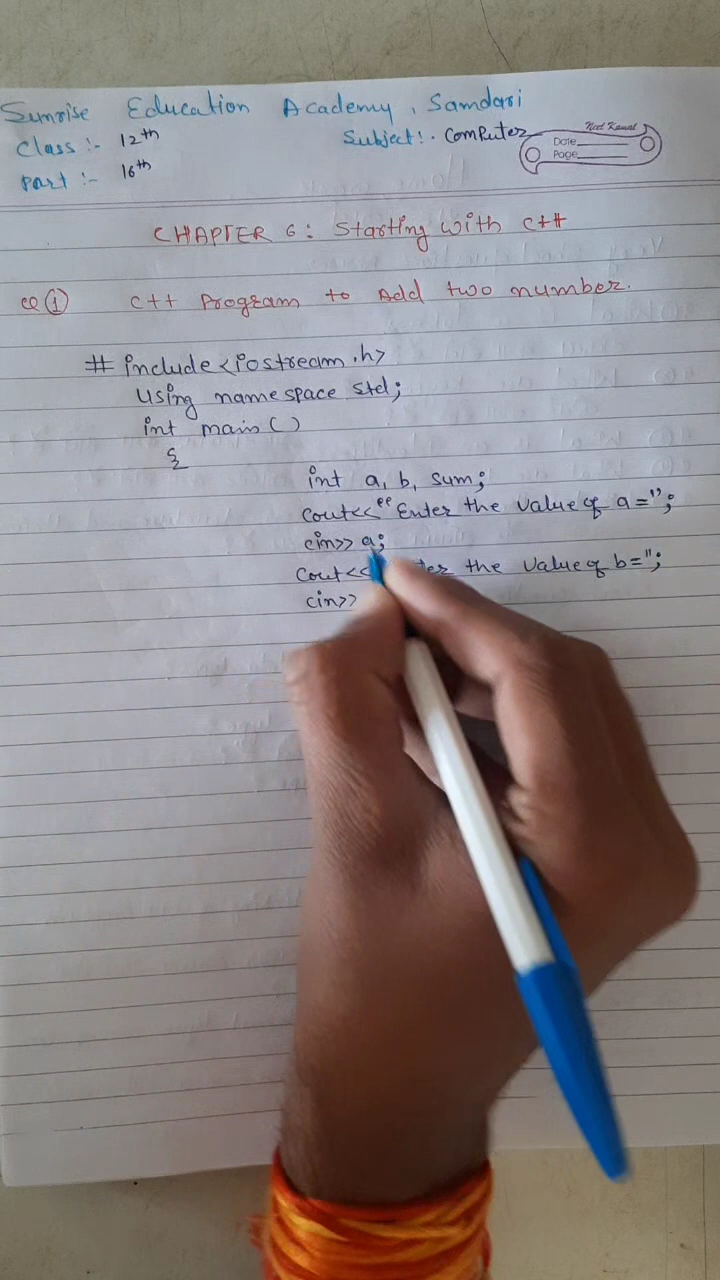 Sunrise Education Academy, Samdari
Class :- 12th
Subject :- Computer
Part :- 16th
Neel Kamal
Date
Page
CHAPTER 6: Starting with C++
Q 1 C++ Program to Add two number.
# include <iostream.h>
using namespace std;
int main ( )
{
int a, b, sum;
cout<<"Enter the value of a=";
cin>> a;
cout<< the value of b=";
cin>>